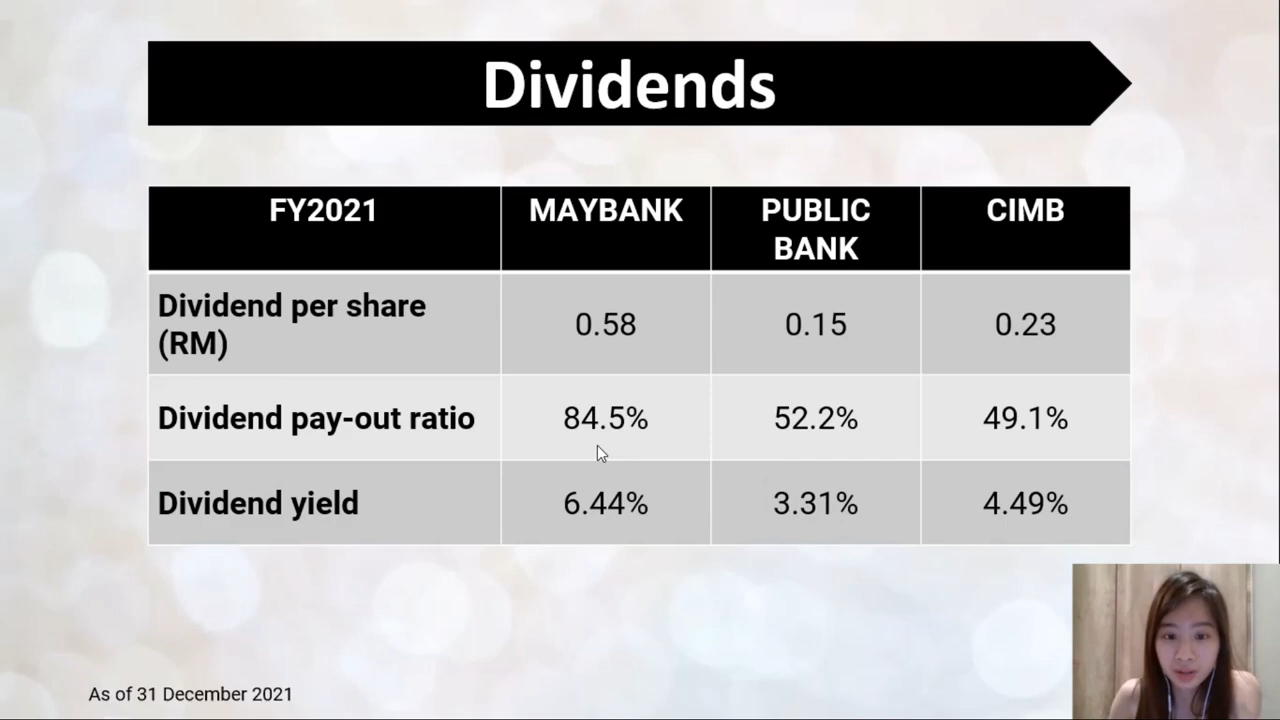 Dividends
FY2021 MAYBANK PUBLIC BANK CIMB
Dividend per share (RM) 0.58 0.15 0.23
Dividend pay-out ratio 84.5% 52.2% 49.1%
Dividend yield 6.44% 3.31% 4.49%
As of 31 December 2021